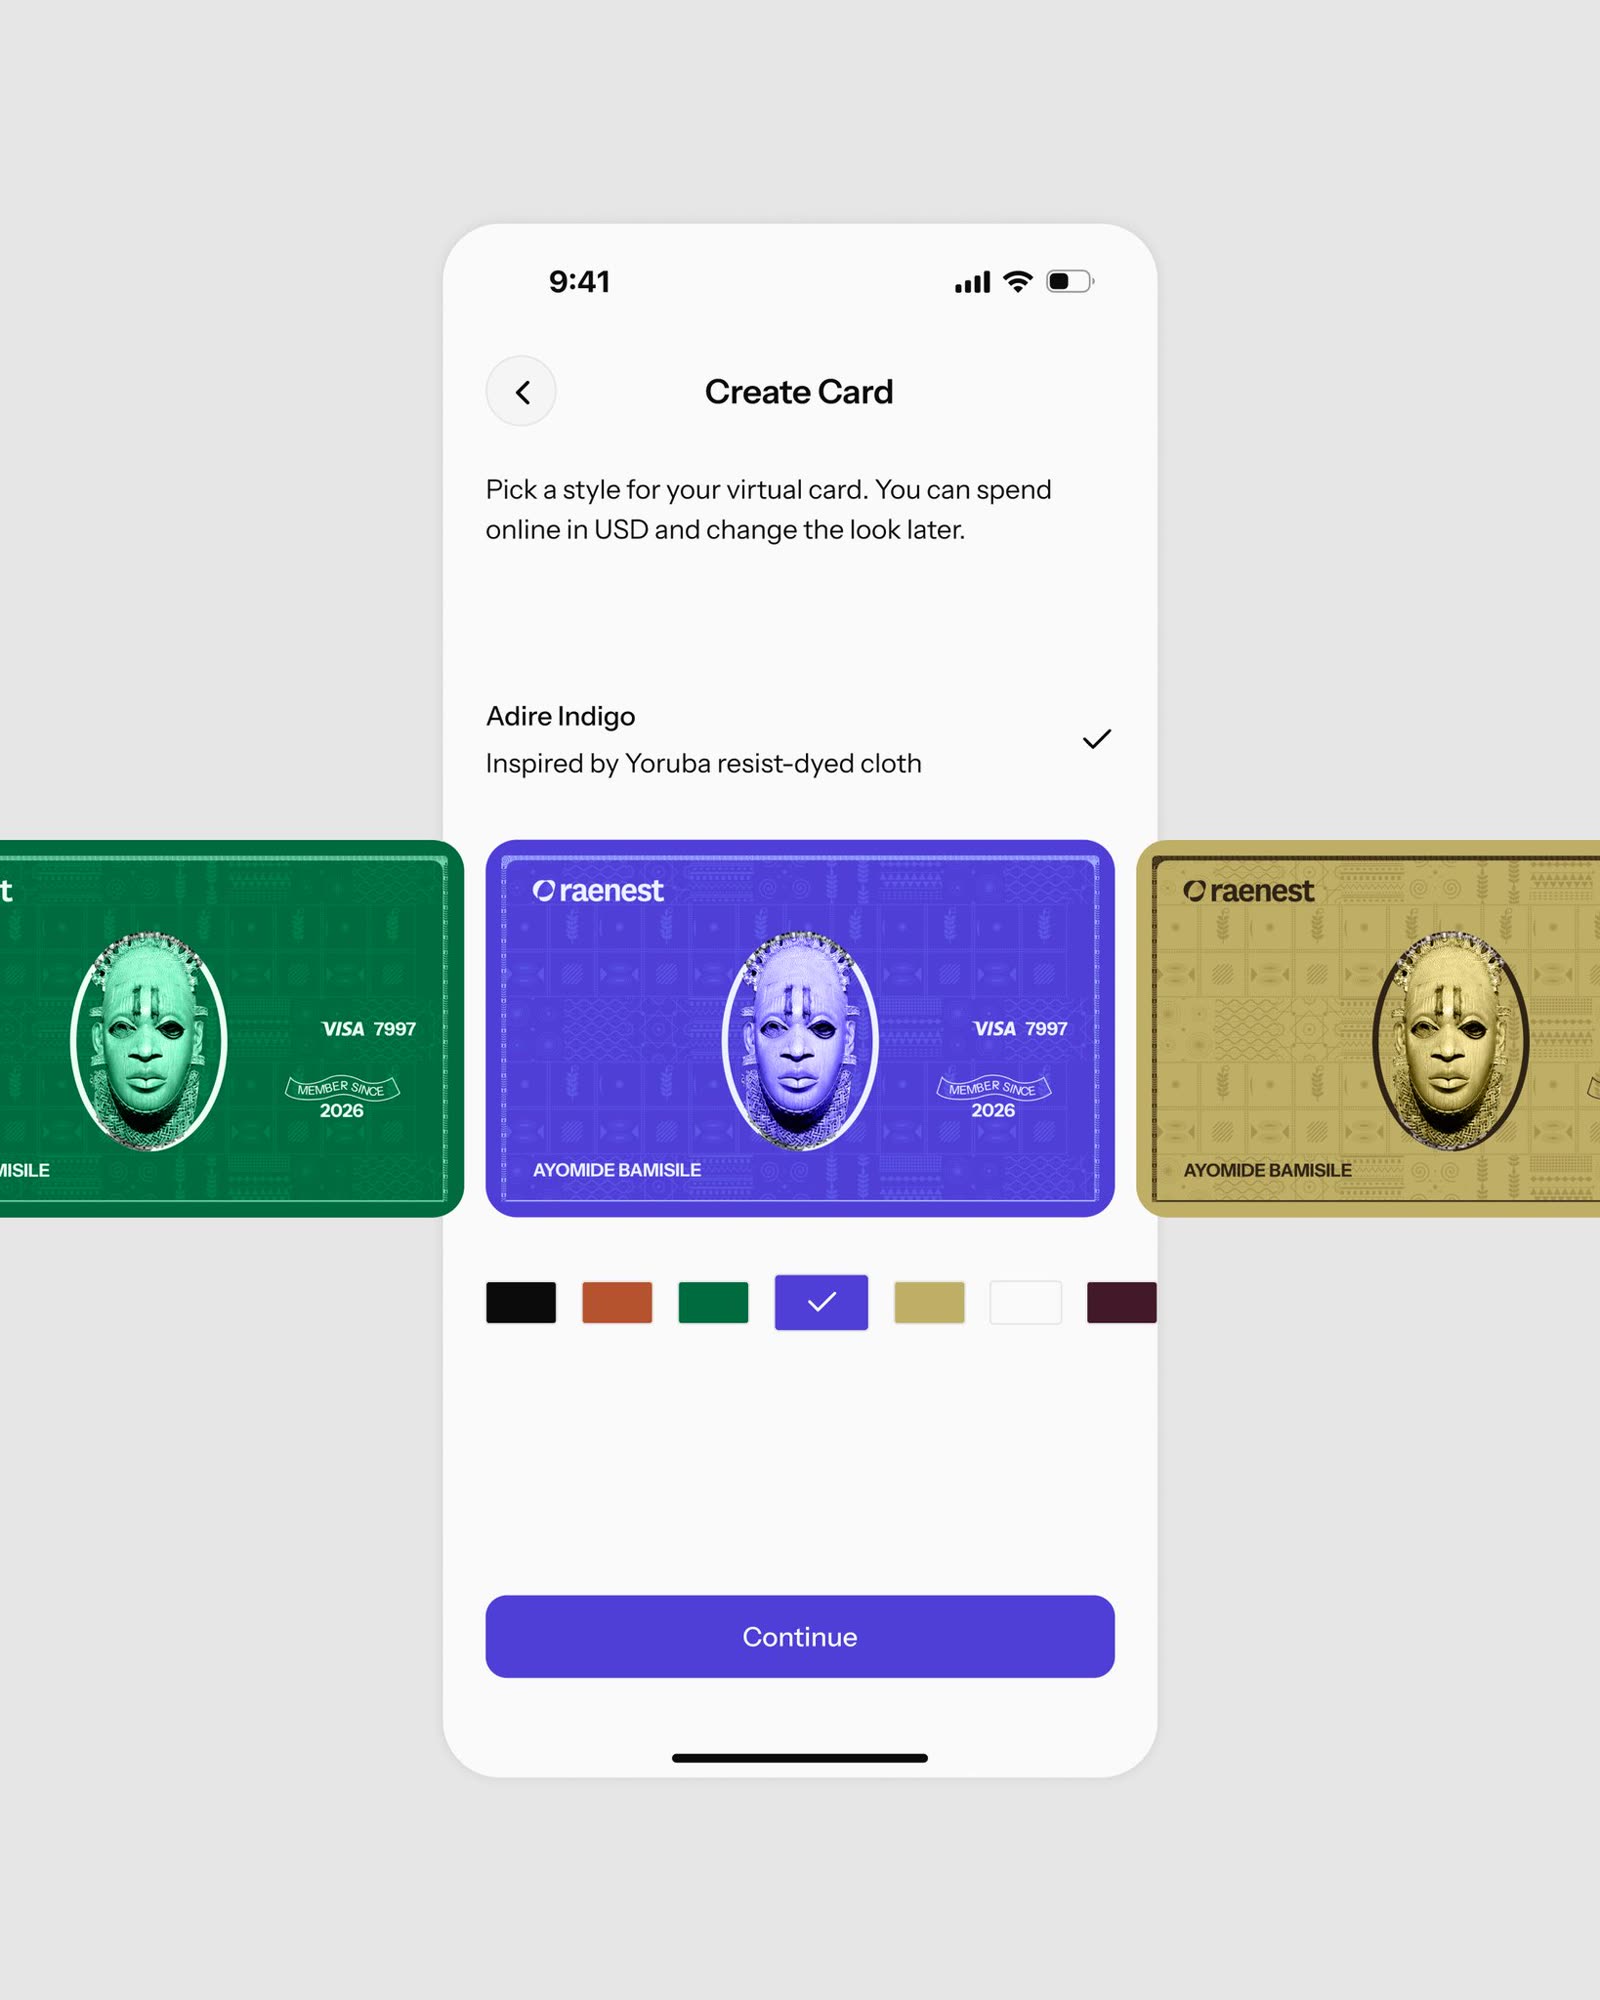 9:41
Create Card
Pick a style for your virtual card. You can spend
online in USD and change the look later.
Adire Indigo
Inspired by Yoruba resist-dyed cloth
t
VISA 7997
MEMBER SINCE
2026
MISILE
raenest
VISA 7997
MEMBER SINCE
2026
AYOMIDE BAMISILE
raenest
AYOMIDE BAMISILE
Continue